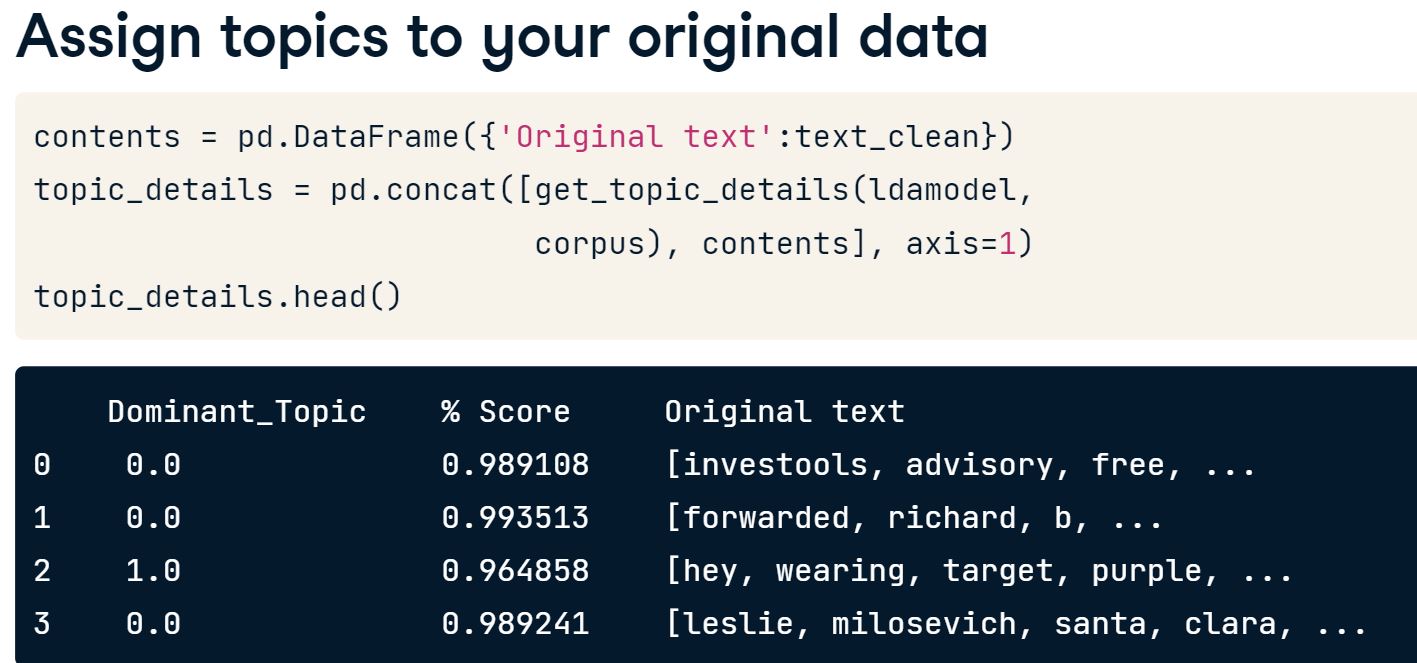 Assign topics to your original data
contents = pd.DataFrame({'Original text':text_clean})
topic_details = pd.concat([get_topic_details(ldamodel,
corpus), contents], axis=1)
topic_details.head()
Dominant_Topic % Score Original text
0 0.0 0.989108 [investools, advisory, free, ...
1 0.0 0.993513 [forwarded, richard, b, ...
2 1.0 0.964858 [hey, wearing, target, purple, ...
3 0.0 0.989241 [leslie, milosevich, santa, clara, ...